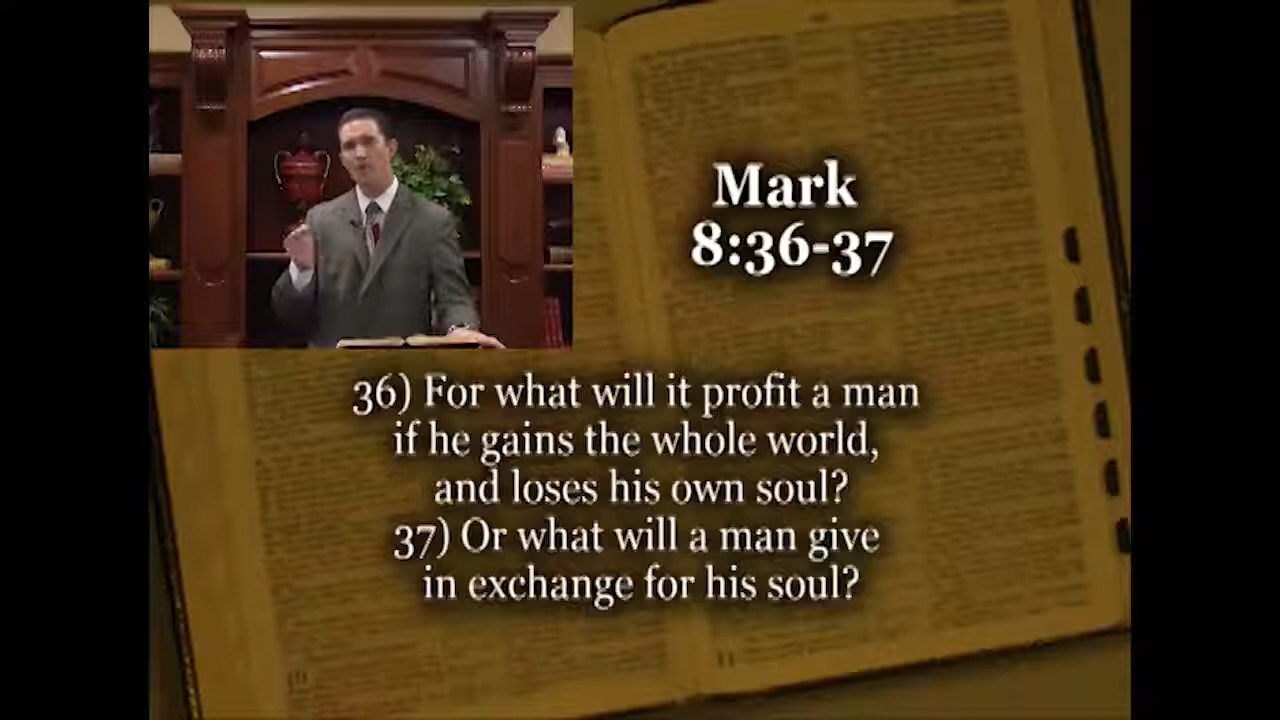 Mark
8:36-37
36) For what will it profit a man
if he gains the whole world,
and loses his own soul?
37) Or what will a man give
in exchange for his soul?